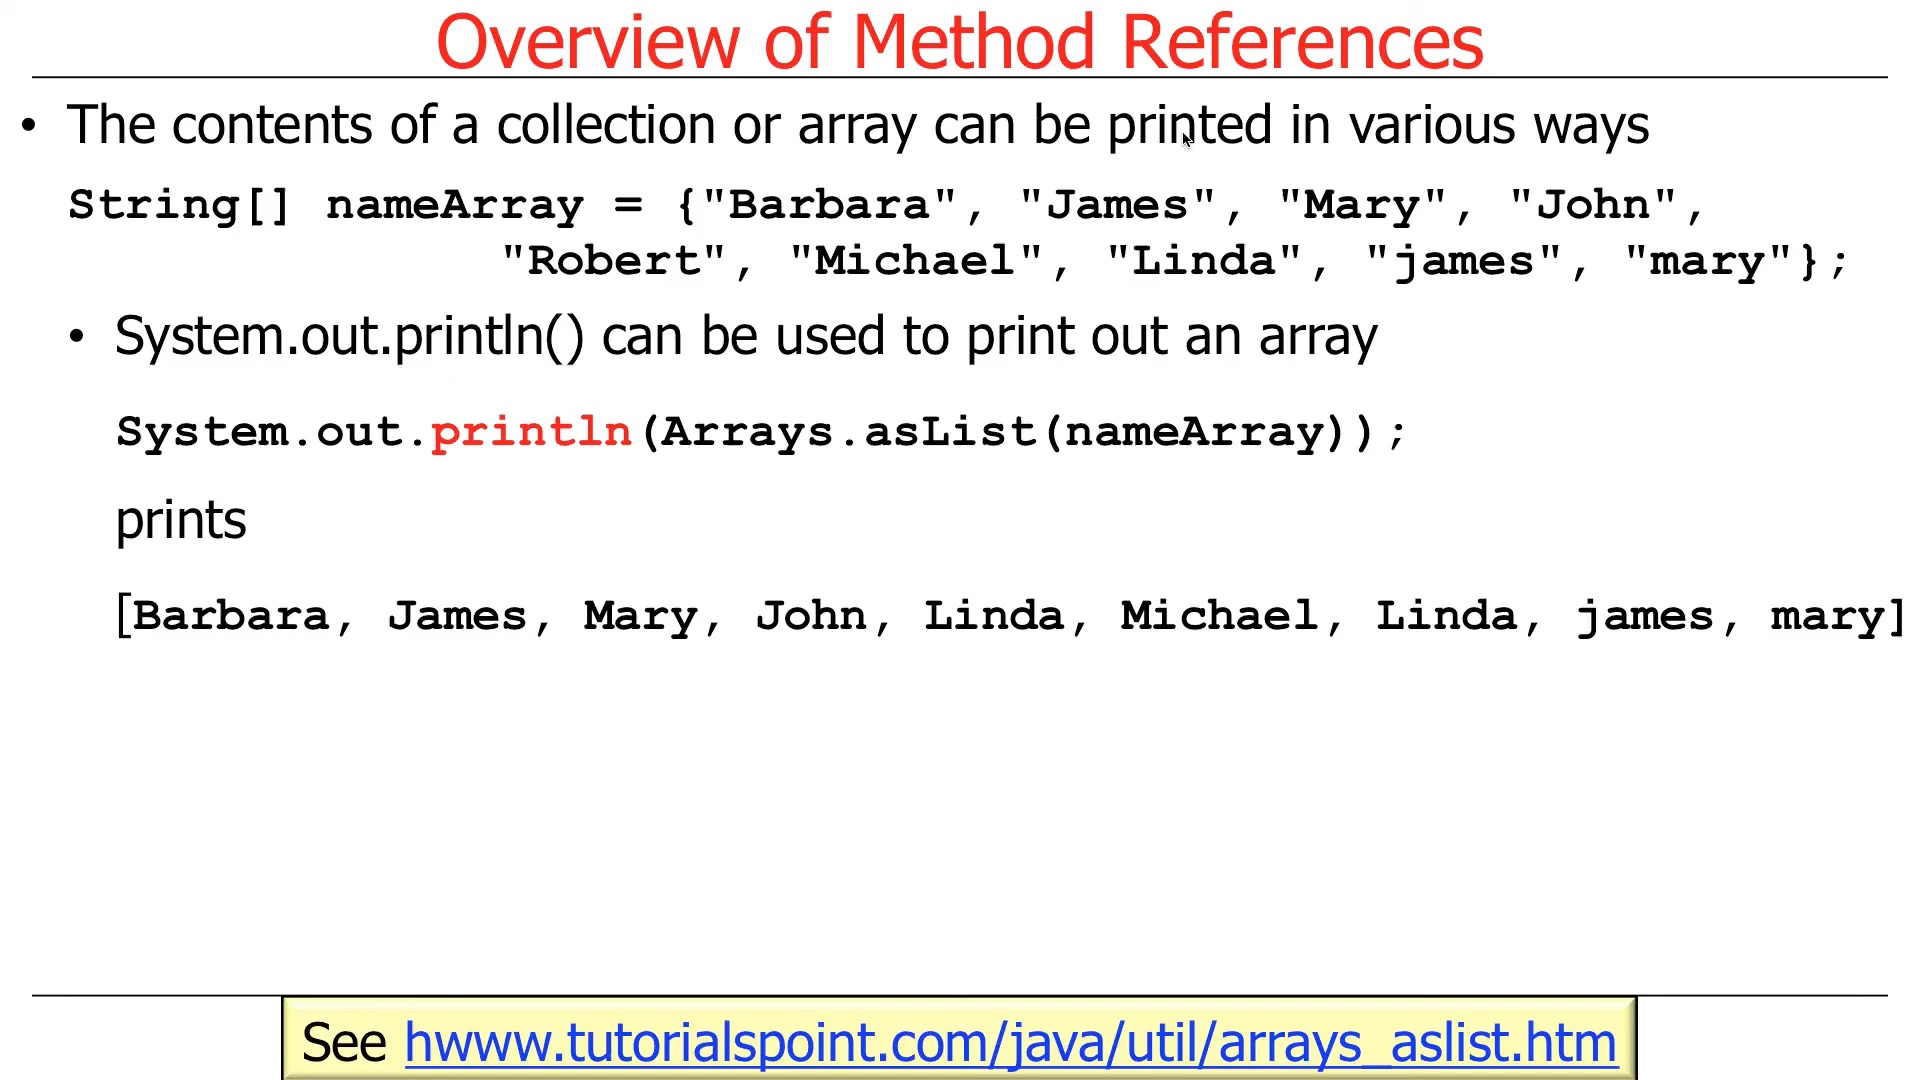 Overview of Method References
• The contents of a collection or array can be printed in various ways
String[] nameArray = {"Barbara", "James", "Mary", "John",
"Robert", "Michael", "Linda", "james", "mary"};
• System.out.println() can be used to print out an array
System.out.println(Arrays.asList(nameArray));
prints
[Barbara, James, Mary, John, Linda, Michael, Linda, james, mary]
See hwww.tutorialspoint.com/java/util/arrays_aslist.htm